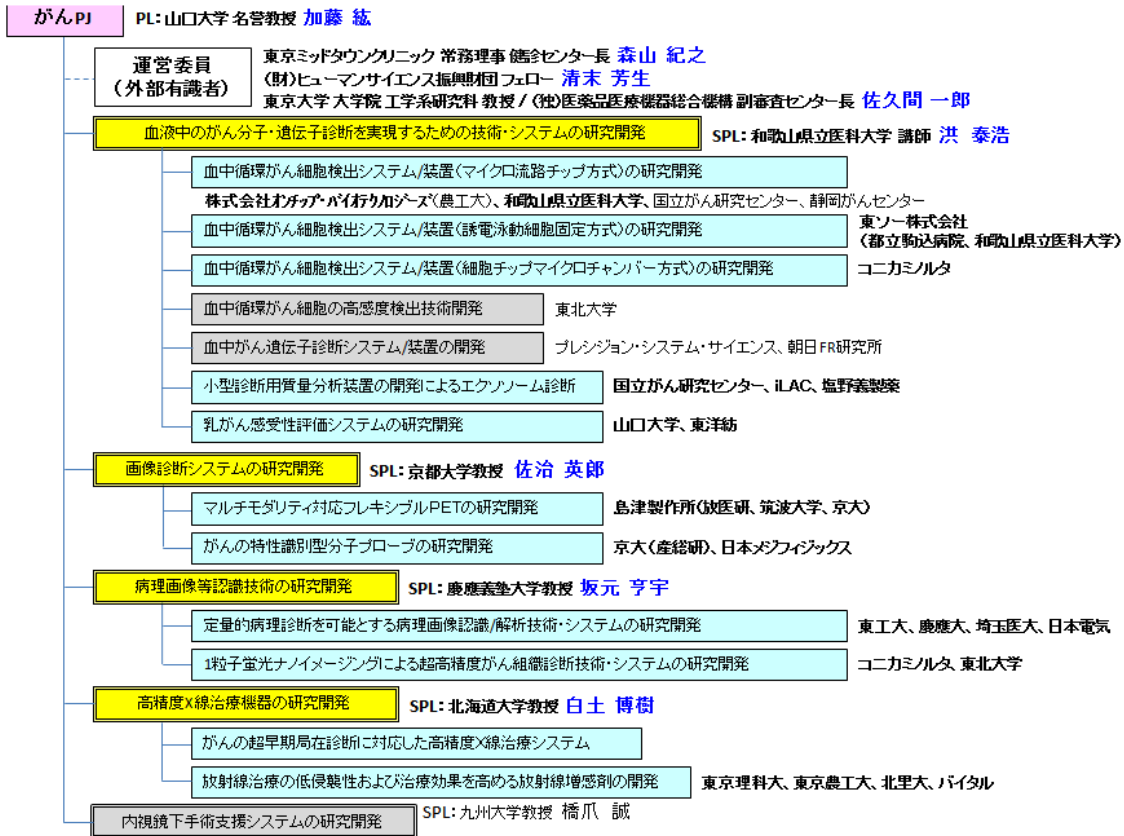 がんPJ PL：山口大学 名誉教授 加藤 紘
運営委員
（外部有識者）
東京ミッドタウンクリニック 常務理事 健診センター長 森山 紀之
（財）ヒューマンサイエンス振興財団 フェロー 清末 芳生
東京大学 大学院 工学系研究科 教授 / （独）医薬品医療機器総合機構 副審査センター長 佐久間 一郎
血液中のがん分子・遺伝子診断を実現するための技術・システムの研究開発 SPL：和歌山県立医科大学 講師 洪 泰浩
血中循環がん細胞検出システム/装置（マイクロ流路チップ方式）の研究開発
株式会社オンチップ・バイオテクノロジーズ（農工大）、和歌山県立医科大学、国立がん研究センター、静岡がんセンター
血中循環がん細胞検出システム/装置（誘電泳動細胞固定方式）の研究開発 東ソー株式会社
（都立駒込病院、和歌山県立医科大学）
血中循環がん細胞検出システム/装置（細胞チップマイクロチャンバー方式）の研究開発 コニカミノルタ
血中循環がん細胞の高感度検出技術開発 東北大学
血中がん遺伝子診断システム/装置の開発 プレシジョン・システム・サイエンス、朝日FR研究所
小型診断用質量分析装置の開発によるエクソソーム診断 国立がん研究センター、iLAC、塩野義製薬
乳がん感受性評価システムの研究開発 山口大学、東洋紡
画像診断システムの研究開発 SPL：京都大学教授 佐治 英郎
マルチモダリティ対応フレキシブルPETの研究開発 島津製作所（放医研、筑波大学、京大）
がんの特性識別型分子プローブの研究開発 京大（産総研）、日本メジフィジックス
病理画像等認識技術の研究開発 SPL：慶應義塾大学教授 坂元 亨宇
定量的病理診断を可能とする病理画像認識/解析技術・システムの研究開発 東工大、慶應大、埼玉医大、日本電気
1粒子蛍光ナノイメージングによる超高精度がん組織診断技術・システムの研究開発 コニカミノルタ、東北大学
高精度X線治療機器の研究開発 SPL：北海道大学教授 白土 博樹
がんの超早期局在診断に対応した高精度X線治療システム
放射線治療の低侵襲性および治療効果を高める放射線増感剤の開発 東京理科大、東京農工大、北里大、バイタル
内視鏡下手術支援システムの研究開発 SPL：九州大学教授 橋爪 誠